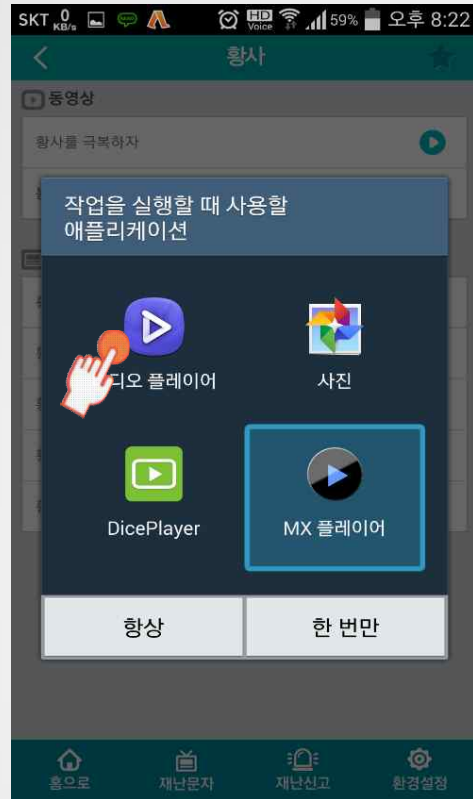 SKT 0 KB/s HD Voice 59% 오후 8:22
황사
동영상
황사를 극복하자
작업을 실행할 때 사용할
애플리케이션
디오 플레이어
사진
DicePlayer
MX 플레이어
항상
한 번만
홈으로
재난문자
재난신고
환경설정